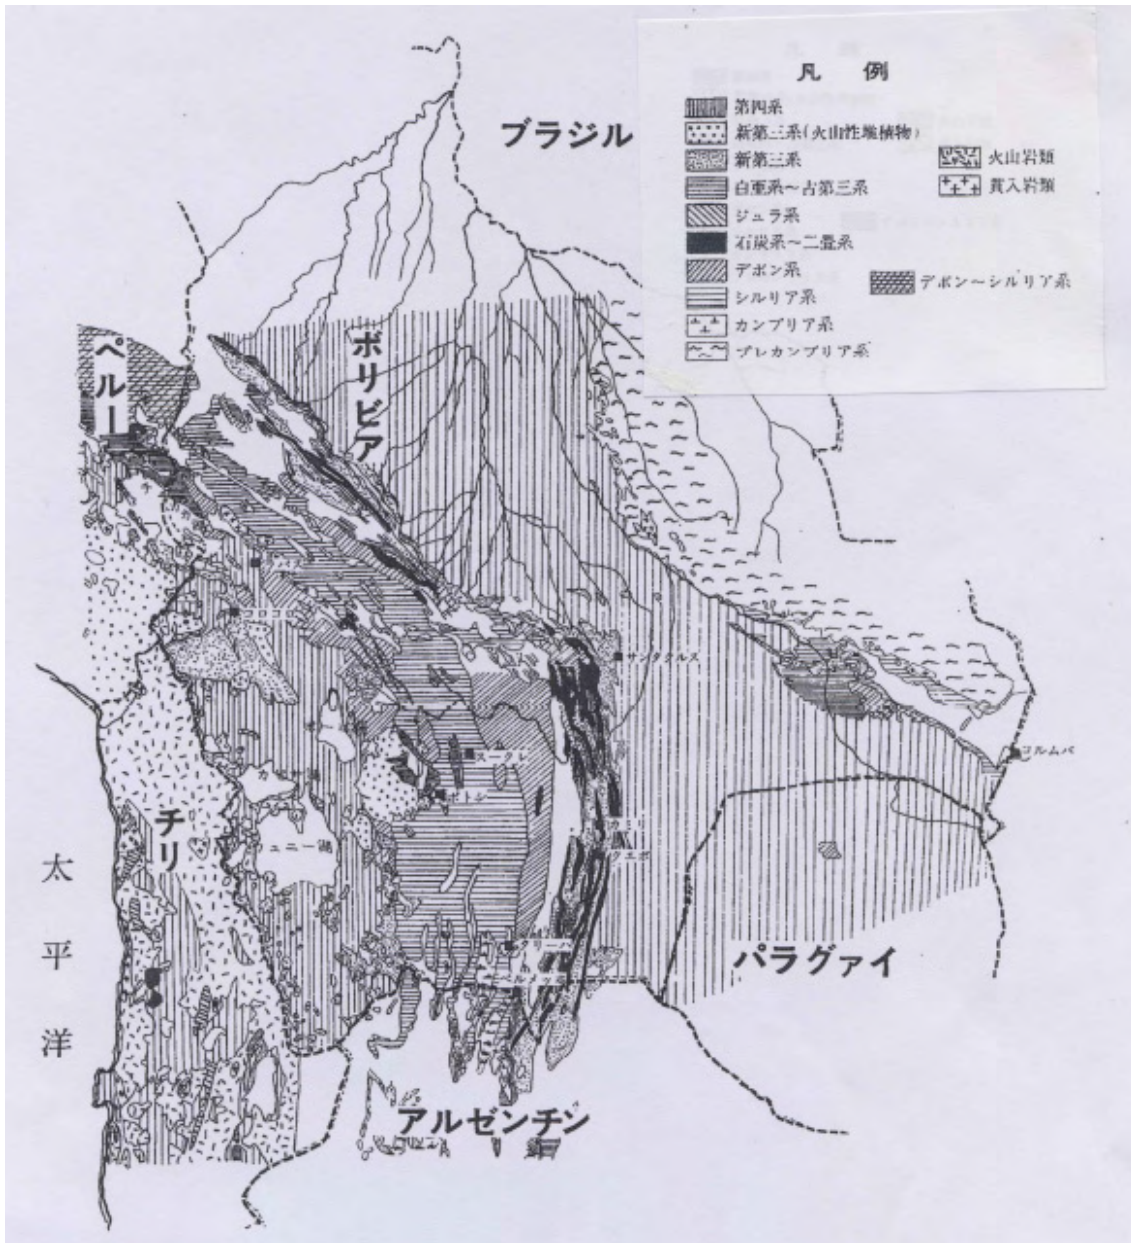 凡 例
第四系
新第三系(火山性堆積物)
新第三系
白亜系～古第三系
ジュラ系
石炭系～二畳系
デボン系
シルリア系
カンブリア系
プレカンブリア系
火山岩類
貫入岩類
デボン～シルリア系
ブラジル
ボリビア
ペルー
コロコロ
サンタクルス
スークレ
ポトシ
コルムバ
チリ
太平洋
パラグァイ
アルゼンチン